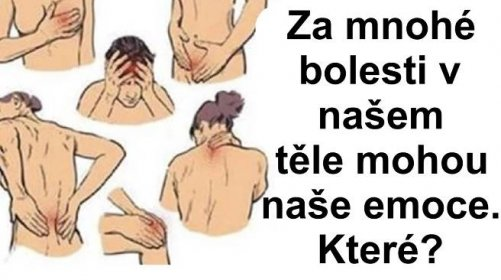 Za mnohé
bolesti v
našem
těle mohou
naše emoce.
Které?